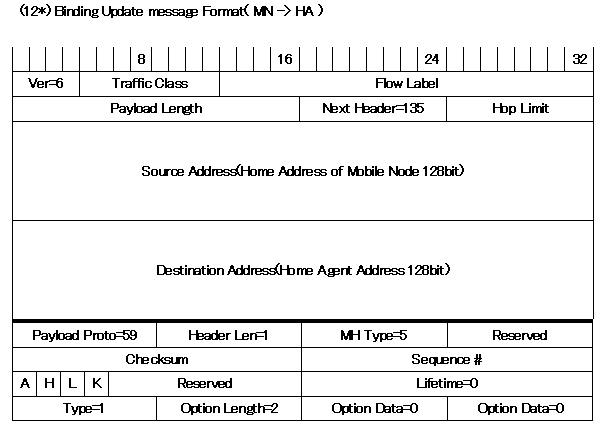 (12*) Binding Update message Format( MN -> HA )
8 16 24 32
Ver=6 Traffic Class Flow Label
Payload Length Next Header=135 Hop Limit
Source Address(Home Address of Mobile Node 128bit)
Destination Address(Home Agent Address 128bit)
Payload Proto=59 Header Len=1 MH Type=5 Reserved
Checksum Sequence #
A H L K Reserved Lifetime=0
Type=1 Option Length=2 Option Data=0 Option Data=0